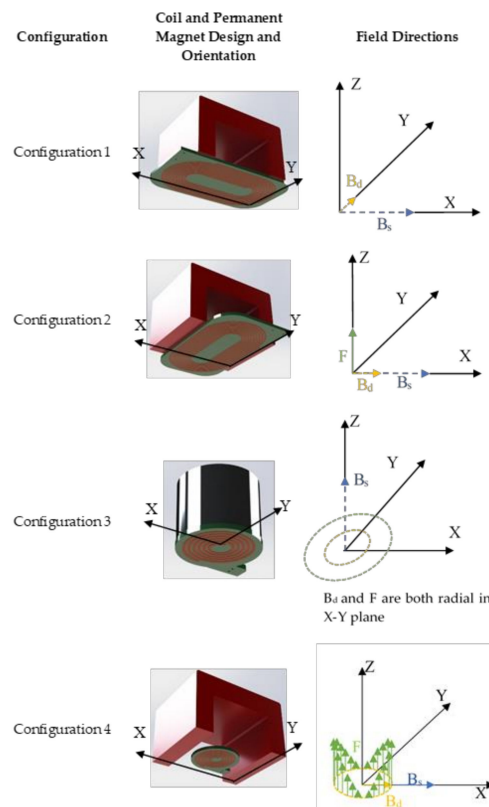 Configuration
Coil and Permanent
Magnet Design and
Orientation
Field Directions
Configuration 1
X
Y
Z
Y
X
Bd
Bs
Configuration 2
X
Y
Z
Y
X
F
Bd
Bs
Configuration 3
X
Y
Z
Y
X
Bs
Bd and F are both radial in
X-Y plane
Configuration 4
X
Y
Z
Y
X
F
Bs
Bd